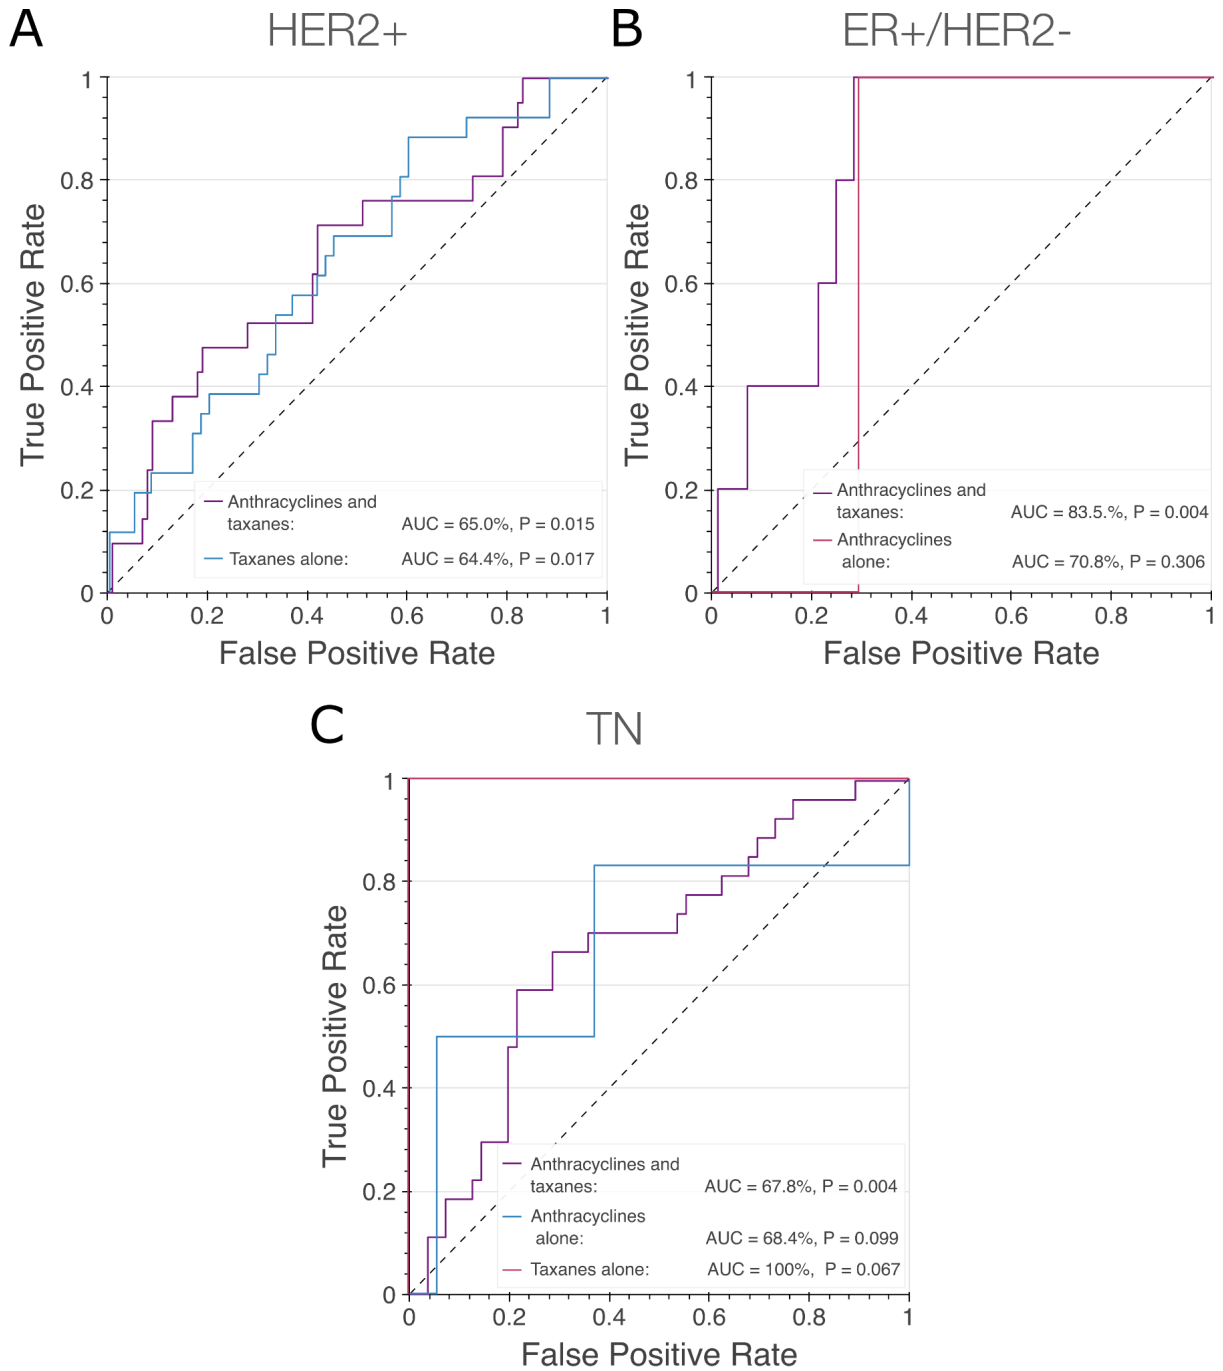 A
HER2+
1
0.8
0.6
0.4
0.2
0
True Positive Rate
Anthracyclines and
taxanes: AUC = 65.0%, P = 0.015
Taxanes alone: AUC = 64.4%, P = 0.017
0 0.2 0.4 0.6 0.8 1
False Positive Rate
B
ER+/HER2-
1
0.8
0.6
0.4
0.2
0
True Positive Rate
Anthracyclines and
taxanes: AUC = 83.5.%, P = 0.004
Anthracyclines
alone: AUC = 70.8%, P = 0.306
0 0.2 0.4 0.6 0.8 1
False Positive Rate
C
TN
1
0.8
0.6
0.4
0.2
0
True Positive Rate
Anthracyclines and
taxanes: AUC = 67.8%, P = 0.004
Anthracyclines
alone: AUC = 68.4%, P = 0.099
Taxanes alone: AUC = 100%, P = 0.067
0 0.2 0.4 0.6 0.8 1
False Positive Rate